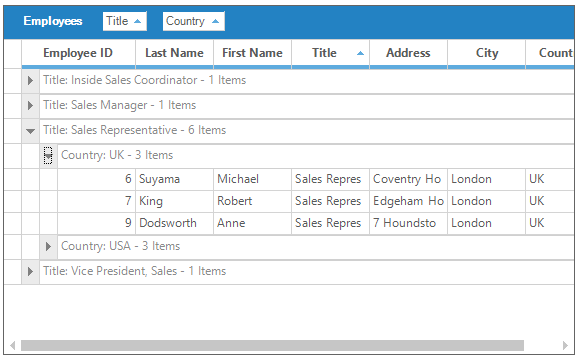 Employees Title Country
Employee ID Last Name First Name Title Address City Count
Title: Inside Sales Coordinator - 1 Items
Title: Sales Manager - 1 Items
Title: Sales Representative - 6 Items
Country: UK - 3 Items
6 Suyama Michael Sales Repres Coventry Ho London UK
7 King Robert Sales Repres Edgeham Ho London UK
9 Dodsworth Anne Sales Repres 7 Houndsto London UK
Country: USA - 3 Items
Title: Vice President, Sales - 1 Items